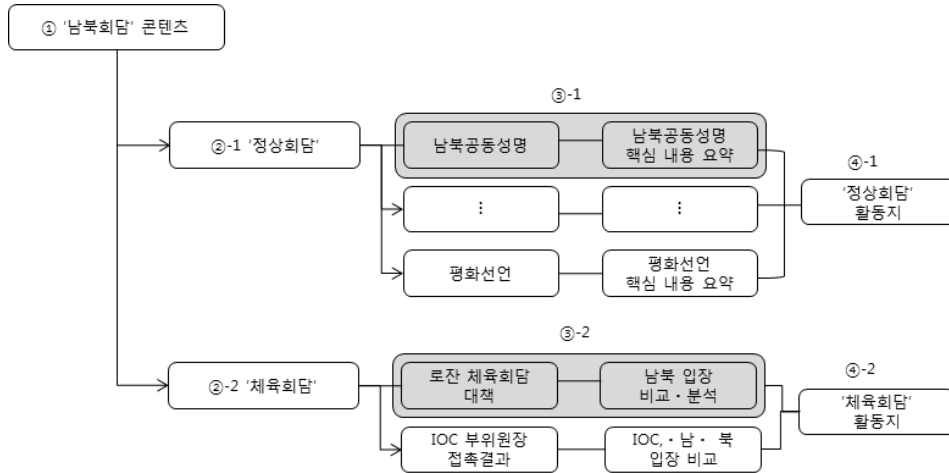 ① '남북회담' 콘텐츠
③-1
②-1 '정상회담'
남북공동성명
남북공동성명
핵심 내용 요약
④-1
'정상회담'
활동지
⋮
⋮
평화선언
평화선언
핵심 내용 요약
③-2
②-2 '체육회담'
로잔 체육회담
대책
남북 입장
비교・분석
④-2
'체육회담'
활동지
IOC 부위원장
접촉결과
IOC,・남・ 북
입장 비교